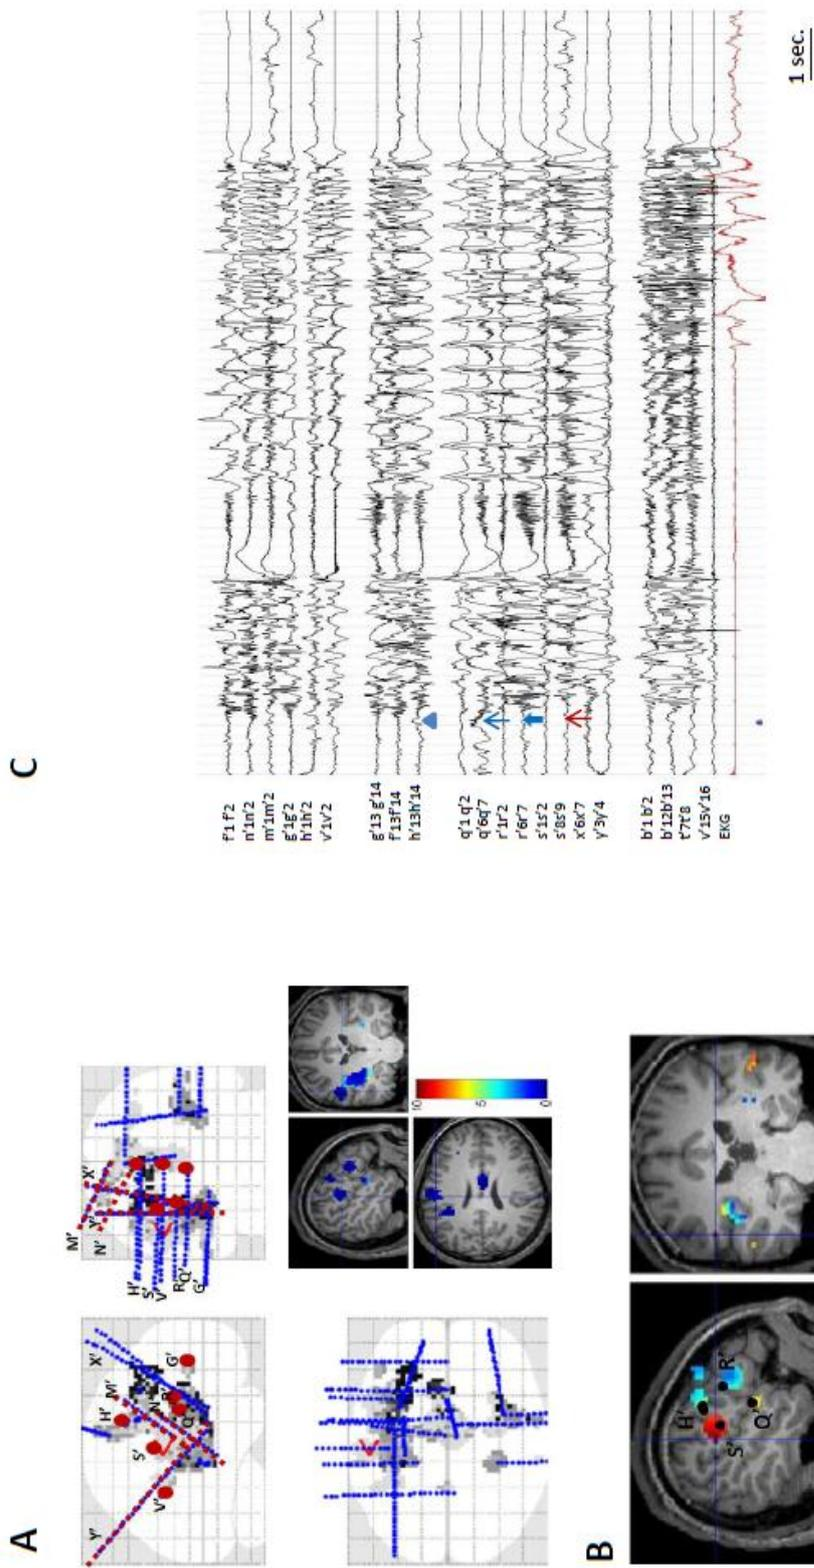 A
Y'
V'
S'
H'
M'
N'
R'
Q'
G'
X'
M'
N'
Y'
X'
H'
S'
V'
R'
Q'
G'
10
5
0
B
H'
S'
R'
Q'
C
f'1 f'2
n'1n'2
m'1m'2
g'1g'2
h'1h'2
v'1v'2
g'13 g'14
f'13f'14
h'13h'14
q'1 q'2
q'6q'7
r'1r'2
r'6r'7
s'1s'2
s'8s'9
x'6x'7
y'3y'4
b'1 b'2
b'12b'13
t'7t'8
v'15v'16
EKG
1 sec.